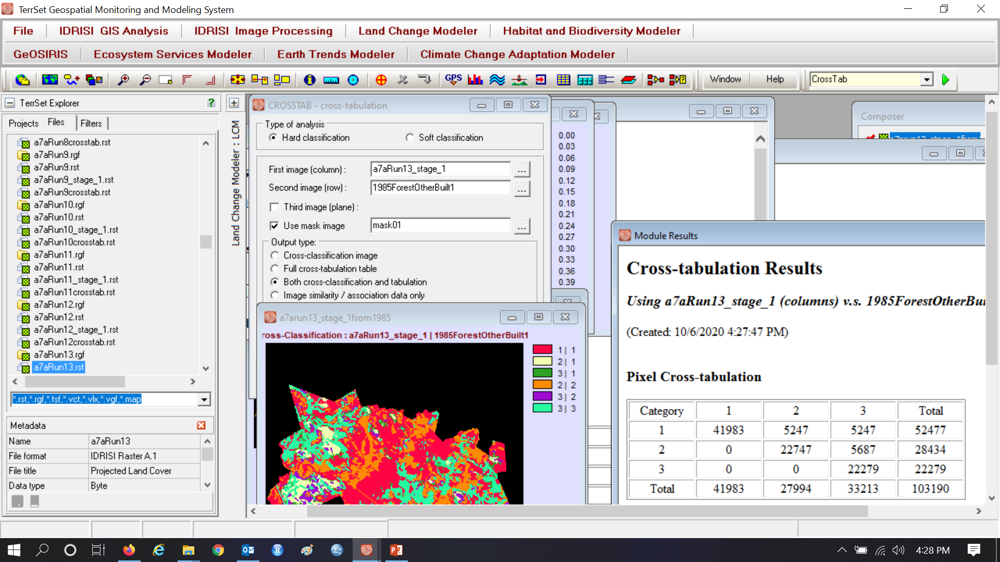 TerrSet Geospatial Monitoring and Modeling System
File IDRISI GIS Analysis IDRISI Image Processing Land Change Modeler Habitat and Biodiversity Modeler
GeOSIRIS Ecosystem Services Modeler Earth Trends Modeler Climate Change Adaptation Modeler
GPS Window Help CrossTab
TerrSet Explorer ?
Projects Files Filters
a7aRun8crosstab.rst
a7aRun9.rgf
a7aRun9.rst
a7aRun9_stage_1.rst
a7aRun9crosstab.rst
a7aRun10.rgf
a7aRun10.rst
a7aRun10_stage_1.rst
a7aRun10crosstab.rst
a7aRun11.rgf
a7aRun11.rst
a7aRun11_stage_1.rst
a7aRun11crosstab.rst
a7aRun12.rgf
a7aRun12.rst
a7aRun12_stage_1.rst
a7aRun12crosstab.rst
a7aRun13.rgf
a7aRun13.rst
*.rst,*.rgf,*.tsf,*.vct,*.vlx,*.vgf,*.map
Metadata
Name a7aRun13
File format IDRISI Raster A.1
File title Projected Land Cover
Data type Byte
Land Change Modeler : LCM
CROSSTAB - cross-tabulation
Type of analysis
Hard classification Soft classification
First image (column) : a7aRun13_stage_1 ...
Second image (row) : 1985ForestOtherBuilt1 ...
Third image (plane) :
Use mask image mask01 ...
Output type:
Cross-classification image
Full cross-tabulation table
Both cross-classification and tabulation
Image similarity / association data only
0.00
0.03
0.06
0.09
0.12
0.15
0.18
0.21
0.24
0.27
0.30
0.33
0.36
0.39
a7arun13_stage_1from1985
ross-Classification : a7aRun13_stage_1 | 1985ForestOtherBuilt1
1 | 1
2 | 1
3 | 1
2 | 2
3 | 2
3 | 3
Composer
Module Results
Cross-tabulation Results
Using a7aRun13_stage_1 (columns) v.s. 1985ForestOtherBui
(Created: 10/6/2020 4:27:47 PM)
Pixel Cross-tabulation
Category 1 2 3 Total
1 41983 5247 5247 52477
2 0 22747 5687 28434
3 0 0 22279 22279
Total 41983 27994 33213 103190
4:28 PM